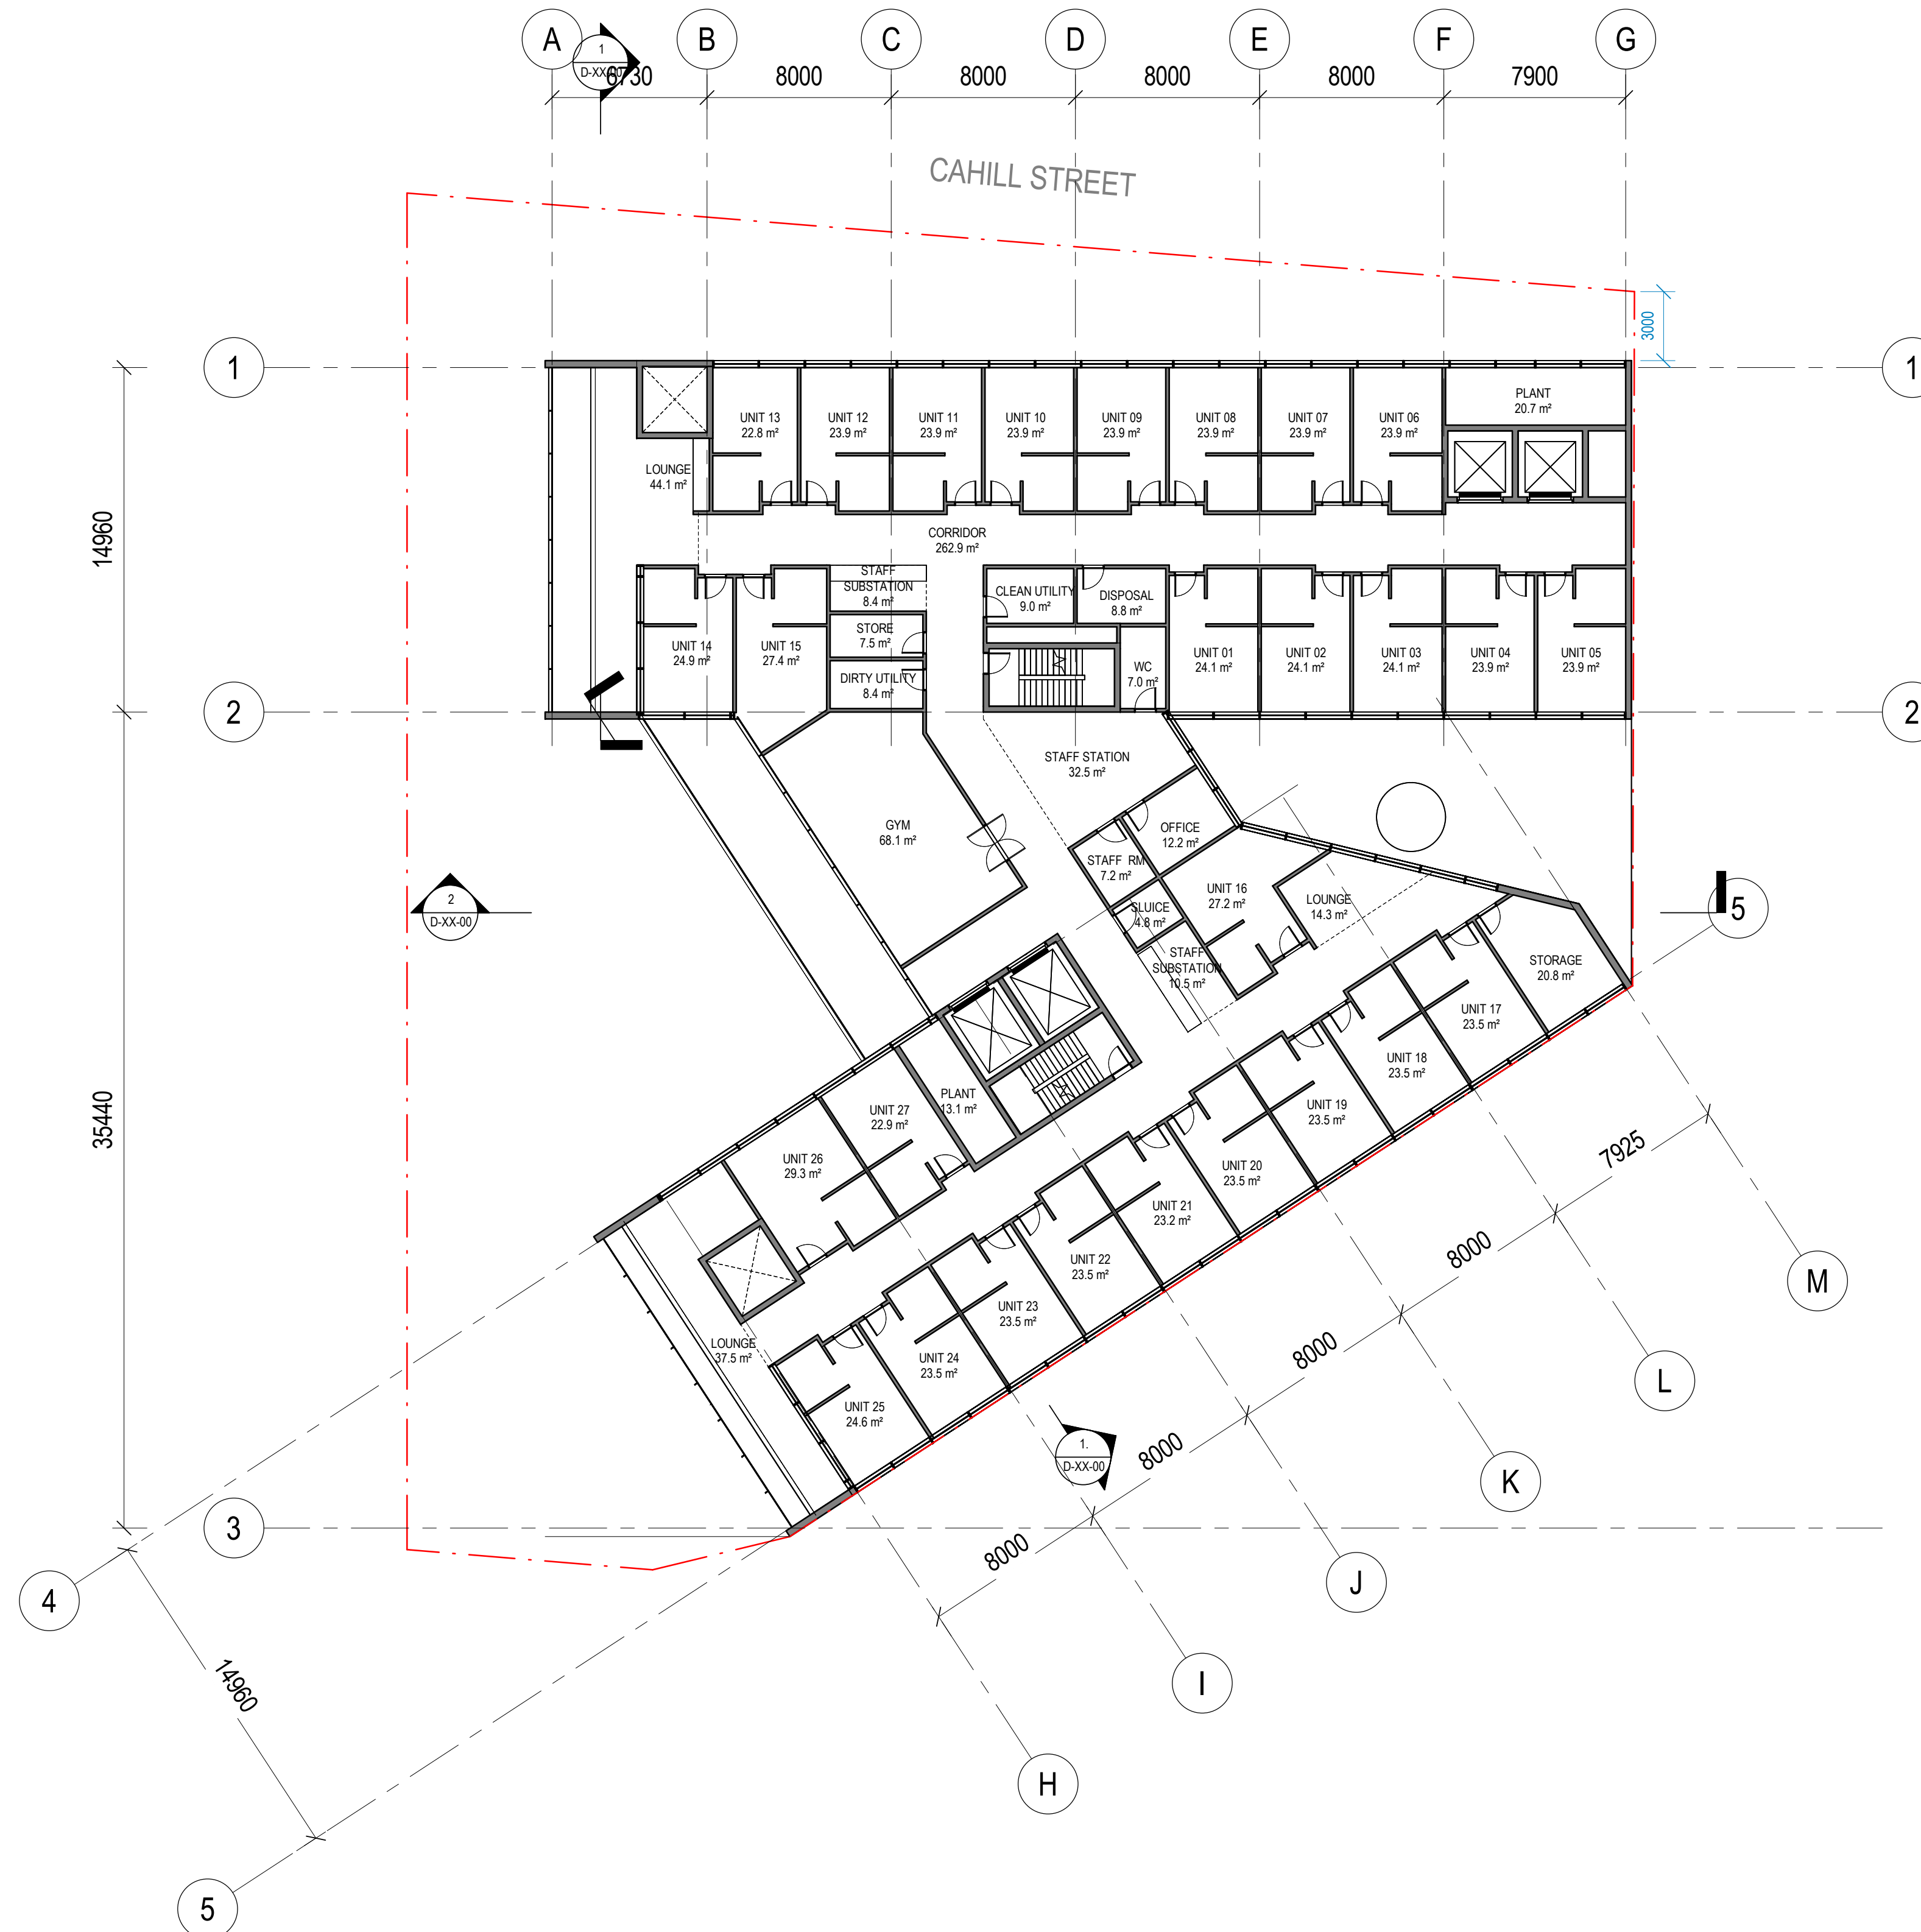 A
B
C
D
E
F
G
1
D-XX-00
6730
8000
8000
8000
8000
7900
CAHILL STREET
3000
1
1
PLANT
20.7 m²
UNIT 13
22.8 m²
UNIT 12
23.9 m²
UNIT 11
23.9 m²
UNIT 10
23.9 m²
UNIT 09
23.9 m²
UNIT 08
23.9 m²
UNIT 07
23.9 m²
UNIT 06
23.9 m²
LOUNGE
44.1 m²
14960
CORRIDOR
262.9 m²
STAFF
SUBSTATION
8.4 m²
CLEAN UTILITY
9.0 m²
DISPOSAL
8.8 m²
STORE
7.5 m²
UNIT 14
24.9 m²
UNIT 15
27.4 m²
DIRTY UTILITY
8.4 m²
WC
7.0 m²
UNIT 01
24.1 m²
UNIT 02
24.1 m²
UNIT 03
24.1 m²
UNIT 04
23.9 m²
UNIT 05
23.9 m²
2
2
STAFF STATION
32.5 m²
GYM
68.1 m²
OFFICE
12.2 m²
STAFF RM
7.2 m²
UNIT 16
27.2 m²
LOUNGE
14.3 m²
SLUICE
4.8 m²
2
D-XX-00
5
STAFF
SUBSTATION
10.5 m²
STORAGE
20.8 m²
UNIT 17
23.5 m²
UNIT 18
23.5 m²
UNIT 19
23.5 m²
UNIT 20
23.5 m²
UNIT 21
23.2 m²
UNIT 22
23.5 m²
UNIT 23
23.5 m²
UNIT 24
23.5 m²
UNIT 25
24.6 m²
PLANT
13.1 m²
UNIT 27
22.9 m²
UNIT 26
29.3 m²
LOUNGE
37.5 m²
35440
7925
8000
8000
8000
8000
1.
D-XX-00
M
L
K
J
I
H
3
4
14960
5